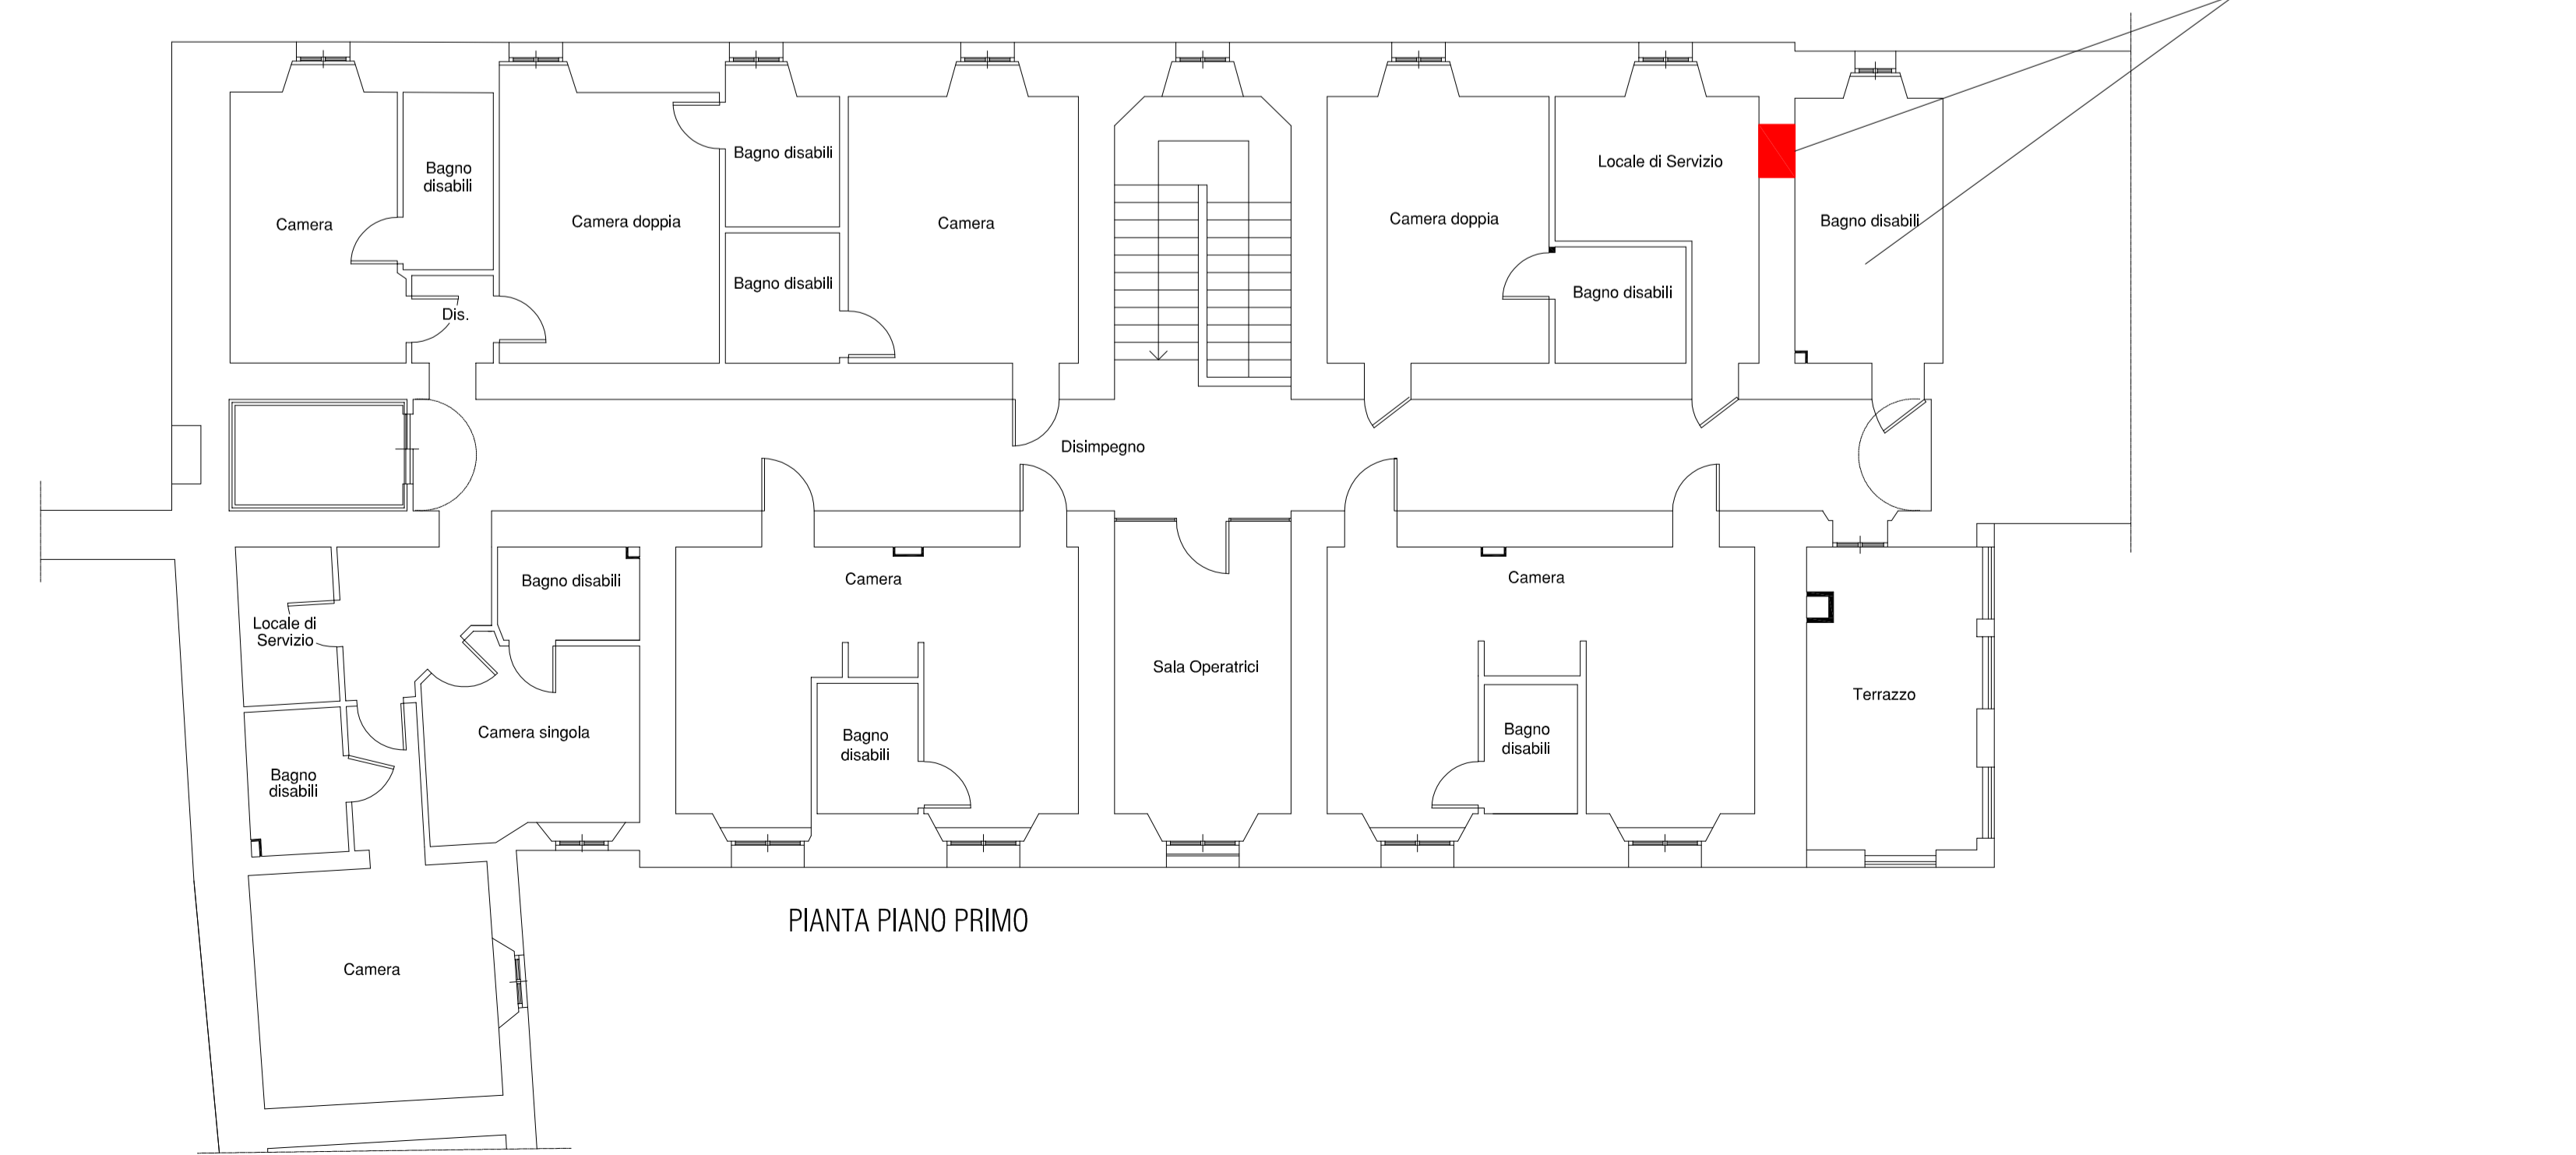 Bagno disabili
Bagno
disabili
Locale di Servizio
Camera doppia
Bagno disabili
Camera doppia
Camera
Camera
Bagno disabili
Bagno disabili
Bagno disabili
Dis.
Disimpegno
Bagno disabili
Camera
Camera
Locale di
Servizio
Sala Operatrici
Terrazzo
Camera singola
Bagno
disabili
Bagno
disabili
Bagno
disabili
PIANTA PIANO PRIMO
Camera